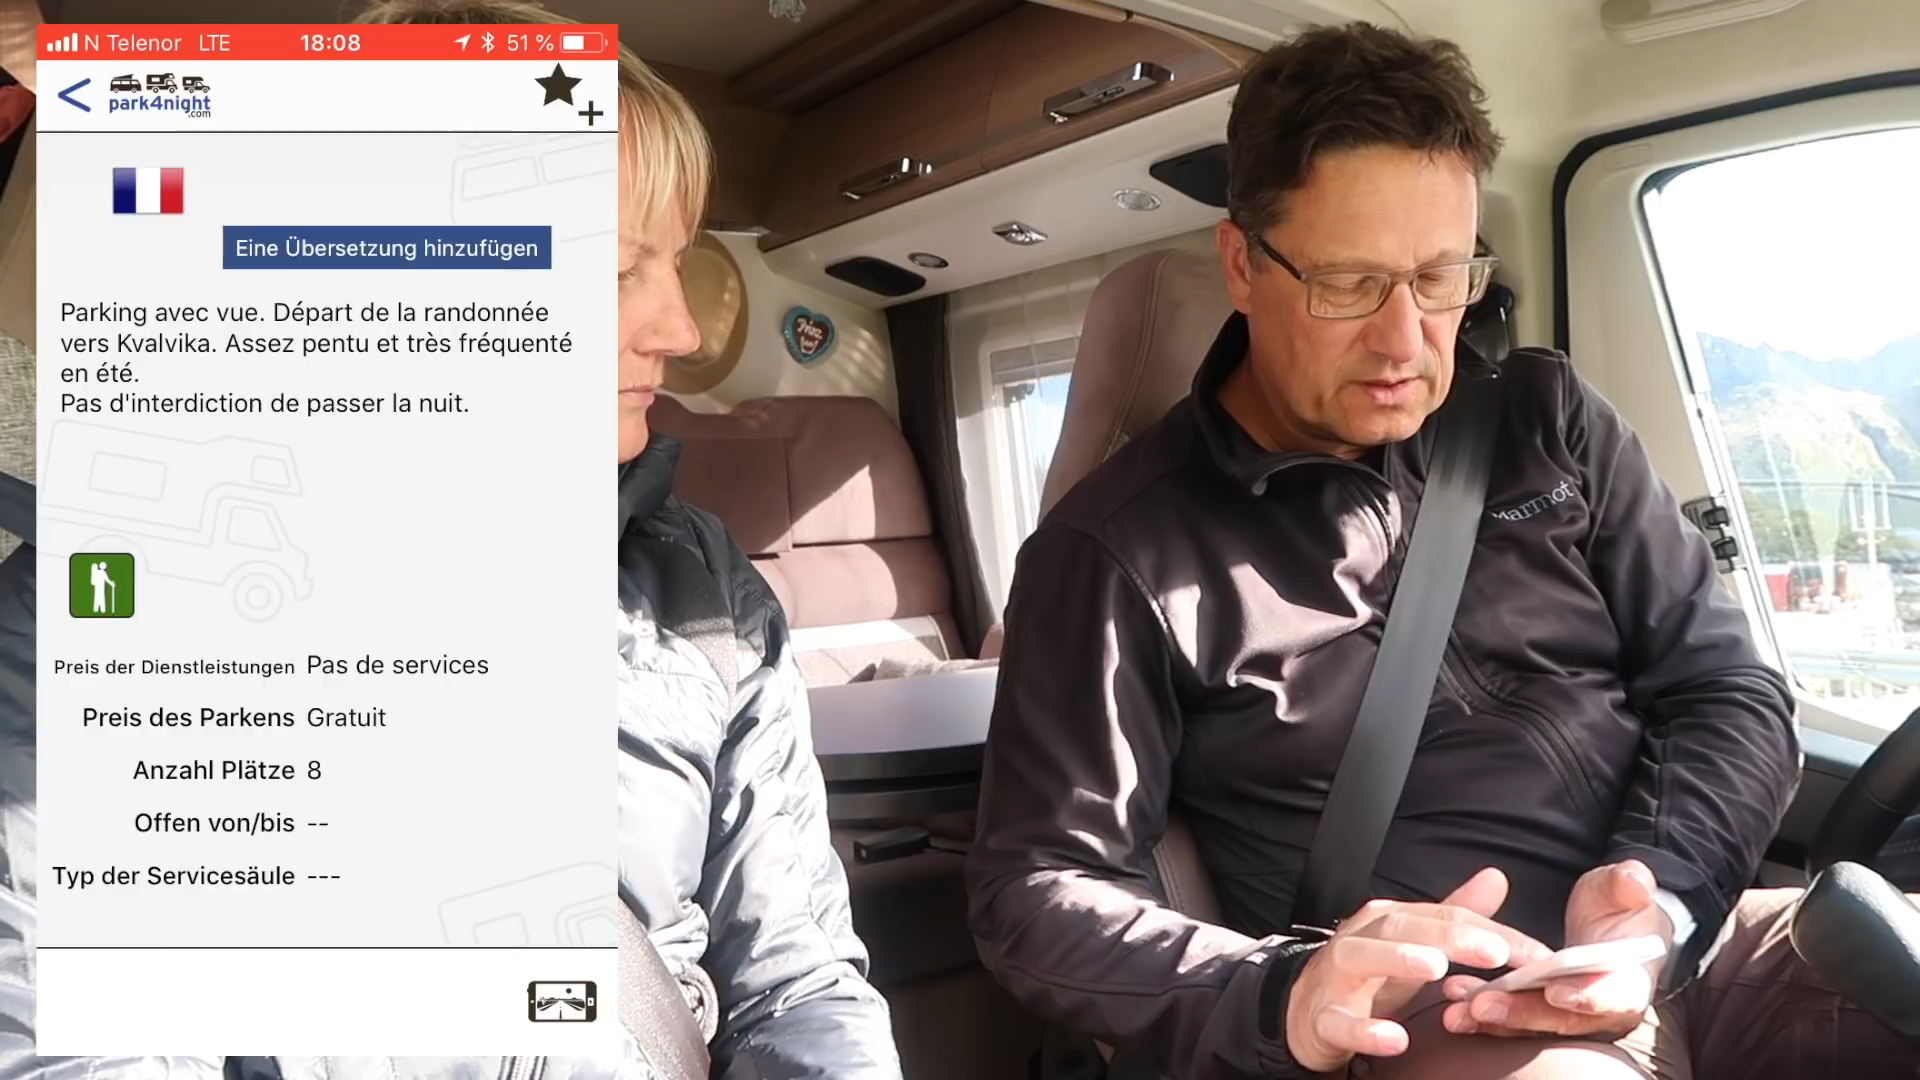 N Telenor LTE 18:08 51 %
park4night
.com
Eine Übersetzung hinzufügen
Parking avec vue. Départ de la randonnée
vers Kvalvika. Assez pentu et très fréquenté
en été.
Pas d'interdiction de passer la nuit.
Preis der Dienstleistungen Pas de services
Preis des Parkens Gratuit
Anzahl Plätze 8
Offen von/bis --
Typ der Servicesäule ---
Prinz
Marmot